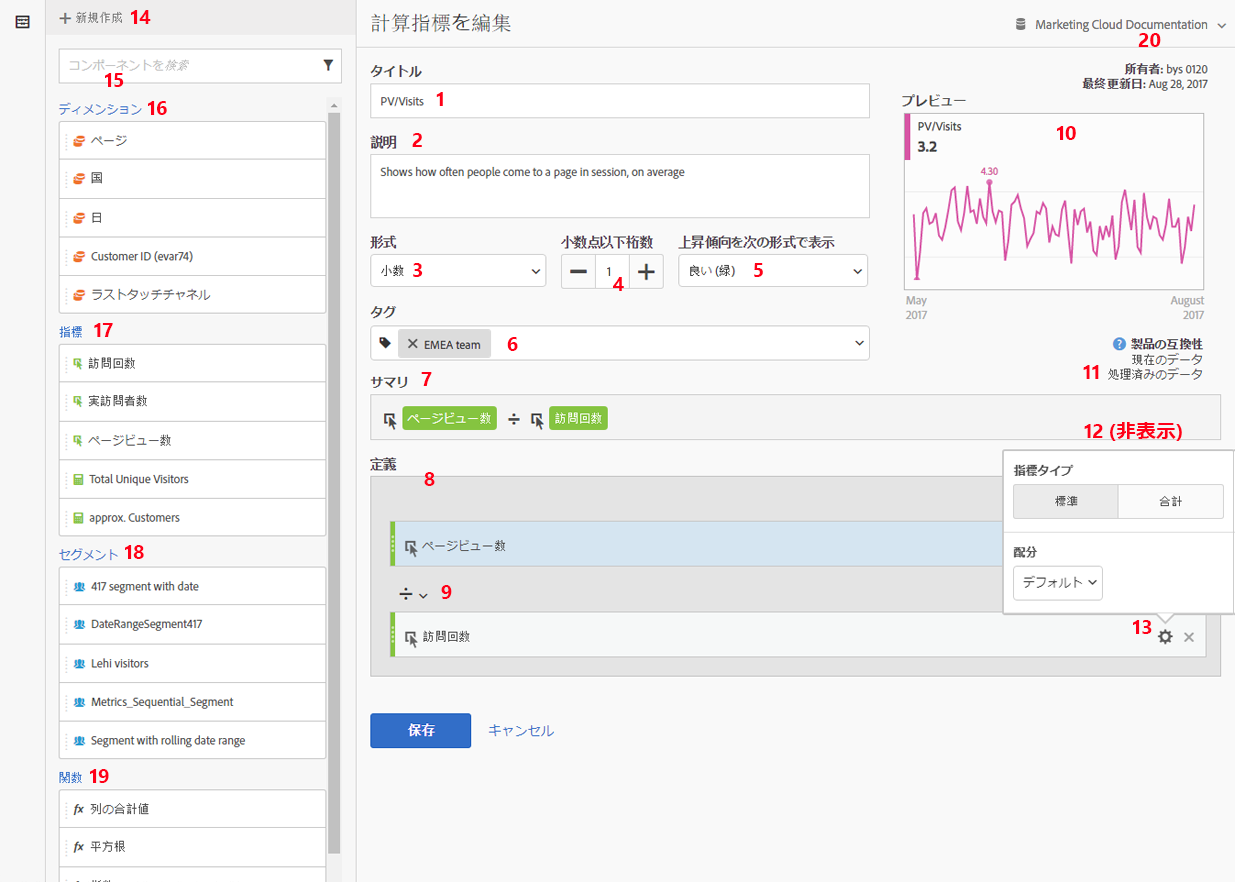 新規作成 14
コンポーネントを検索
15
ディメンション 16
ページ
国
日
Customer ID (evar74)
ラストタッチチャネル
指標 17
訪問回数
実訪問者数
ページビュー数
Total Unique Visitors
approx. Customers
セグメント 18
417 segment with date
DateRangeSegment417
Lehi visitors
Metrics_Sequential_Segment
Segment with rolling date range
関数 19
fx 列の合計値
fx 平方根
計算指標を編集
Marketing Cloud Documentation
20
所有者: bys 0120
最終更新日: Aug 28, 2017
タイトル
PV/Visits 1
説明 2
Shows how often people come to a page in session, on average
形式
小数 3
小数点以下桁数
1
4
上昇傾向を次の形式で表示
良い (緑) 5
タグ
EMEA team 6
プレビュー
PV/Visits
3.2
10
4.30
May
2017
August
2017
製品の互換性
現在のデータ
11 処理済みのデータ
サマリ 7
ページビュー数 ÷ 訪問回数
12 (非表示)
定義
8
指標タイプ
標準 合計
配分
デフォルト
ページビュー数
÷ 9
訪問回数
13
保存 キャンセル